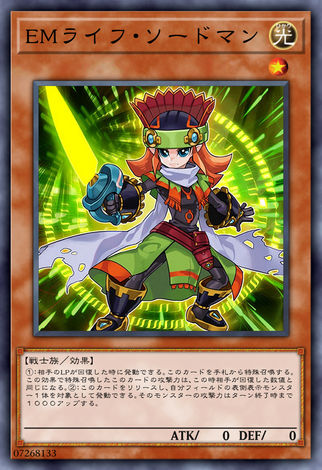 EMライフ・ソードマン
光
【戦士族／効果】
①:相手のLPが回復した時に発動できる。このカードを手札から特殊召喚する。
この効果で特殊召喚したこのカードの攻撃力は、この時相手が回復した数値と
同じになる。②:このカードをリリースし、自分フィールドの表側表示モンスタ
ー１体を対象として発動できる。そのモンスターの攻撃力はターン終了時まで
１０００アップする。
ATK/ 0 DEF/ 0
07268133